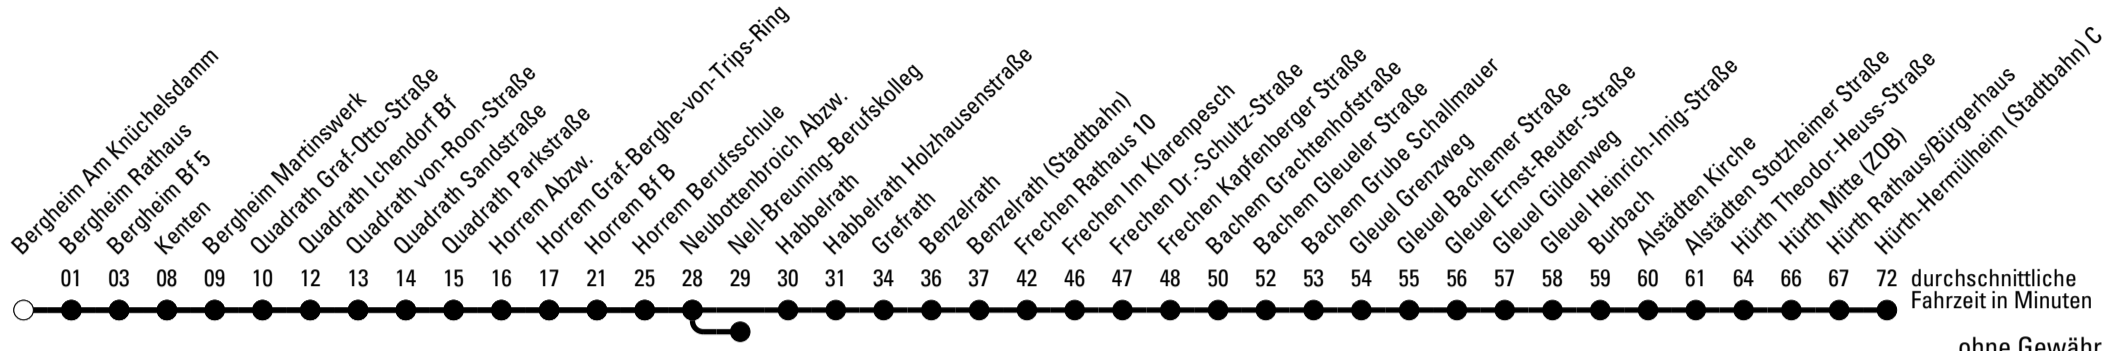 Bergheim Am Knüchelsdamm
Bergheim Rathaus
Bergheim Bf 5
Kenten
Bergheim Martinswerk
Quadrath Graf-Otto-Straße
Quadrath Ichendorf Bf
Quadrath von-Roon-Straße
Quadrath Sandstraße
Quadrath Parkstraße
Horrem Abzw.
Horrem Graf-Berghe-von-Trips-Ring
Horrem Bf B
Horrem Berufsschule
Neubottenbroich Abzw.
Nell-Breuning-Berufskolleg
Habbelrath
Habbelrath Holzhausenstraße
Grefrath
Benzelrath
Benzelrath (Stadtbahn)
Frechen Rathaus 10
Frechen Im Klarenpesch
Frechen Dr.-Schultz-Straße
Frechen Kapfenberger Straße
Bachem Grachtenhofstraße
Bachem Gleueler Straße
Bachem Grube Schallmauer
Gleuel Grenzweg
Gleuel Bachemer Straße
Gleuel Ernst-Reuter-Straße
Gleuel Gildenweg
Gleuel Heinrich-Imig-Straße
Burbach
Alstädten Kirche
Alstädten Stotzheimer Straße
Hürth Theodor-Heuss-Straße
Hürth Mitte (ZOB)
Hürth Rathaus/Bürgerhaus
Hürth-Hermülheim (Stadtbahn) C
01 03 08 09 10 12 13 14 15 16 17 21 25 28 29 30 31 34 36 37 42 46 47 48 50 52 53 54 55 56 57 58 59 60 61 64 66 67 72 durchschnittliche
Fahrzeit in Minuten
ohne Gewähr